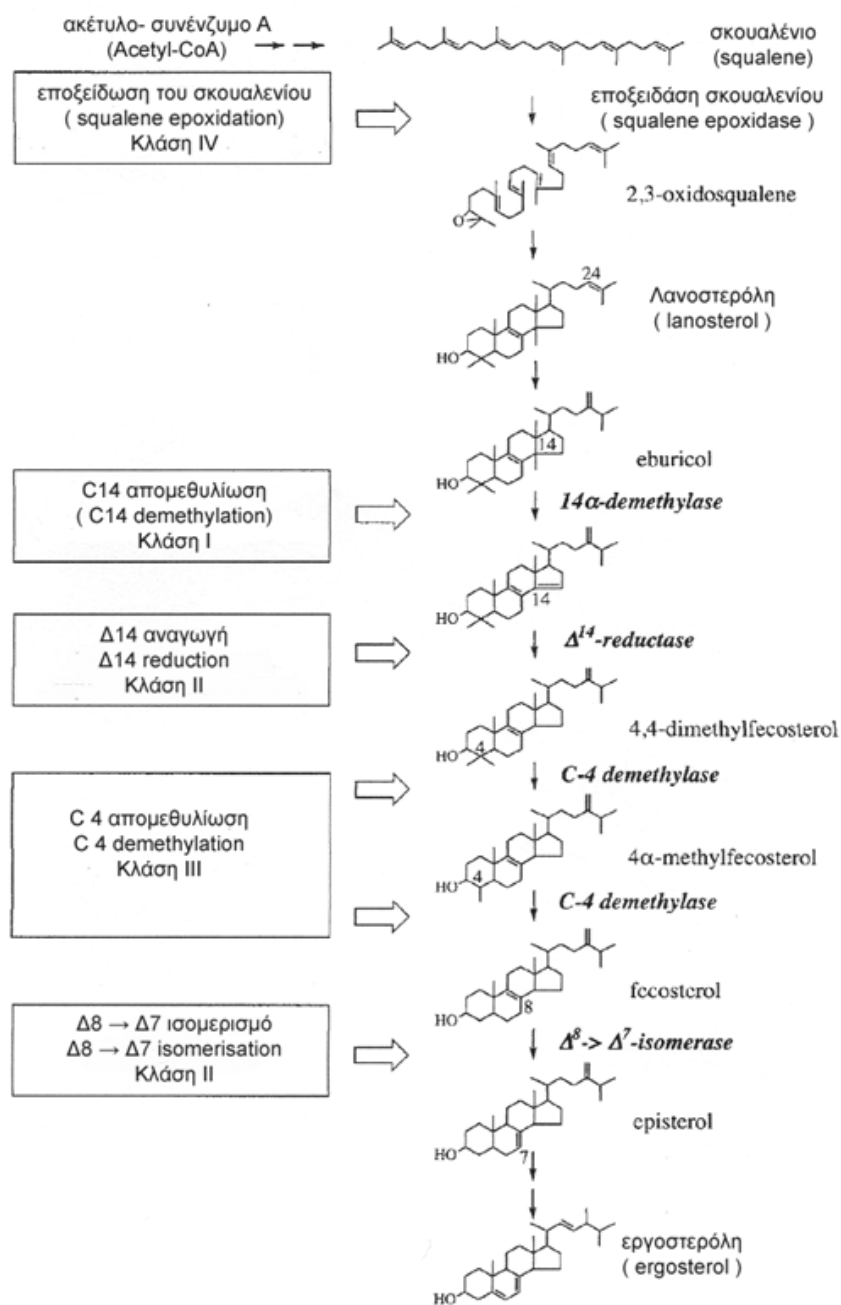 ακέτυλο- συνένζυμο Α
(Acetyl-CoA)
σκουαλένιο
(squalene)
εποξείδωση του σκουαλενίου
( squalene epoxidation)
Κλάση IV
εποξειδάση σκουαλενίου
( squalene epoxidase )
O
2,3-oxidosqualene
24
Λανοστερόλη
( lanosterol )
HO
14
eburicol
HO
C14 απομεθυλίωση
( C14 demethylation)
Κλάση I
14α-demethylase
14
HO
Δ14 αναγωγή
Δ14 reduction
Κλάση II
Δ14-reductase
4,4-dimethylfecosterol
4
HO
C 4 απομεθυλίωση
C 4 demethylation
Κλάση III
C-4 demethylase
4α-methylfecosterol
4
HO
C-4 demethylase
fecosterol
8
HO
Δ8 → Δ7 ισομερισμό
Δ8 → Δ7 isomerisation
Κλάση II
Δ8-> Δ7-isomerase
episterol
HO
7
εργοστερόλη
( ergosterol )
HO